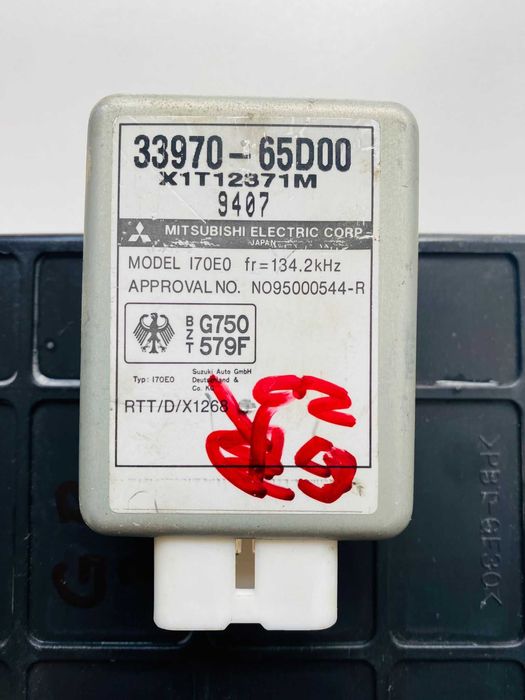 33970-65D00
X1T12371M
9407
MITSUBISHI ELECTRIC CORP
JAPAN
MODEL I70E0 fr=134.2kHz
APPROVAL NO. NO95000544-R
BZT G750
579F
Typ: I70E0
Suzuki Auto GmbH
Deutschland &
Co. KG
RTT/D/X1268